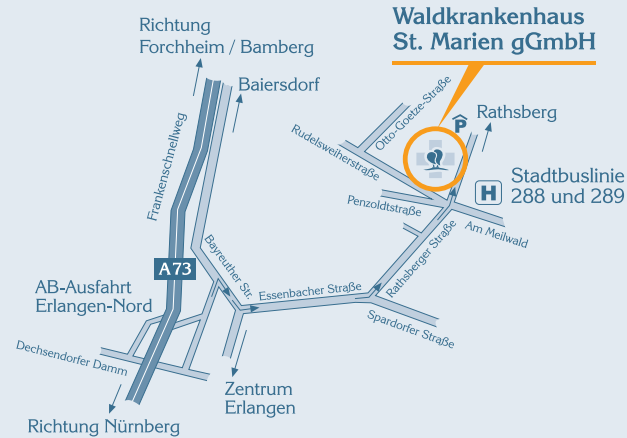 Waldkrankenhaus
St. Marien gGmbH
Richtung
Forchheim / Bamberg
Baiersdorf
Otto-Goetze-Straße
P
Rathsberg
Rudelsweiherstraße
Frankenschnellweg
H
Stadtbuslinie
288 und 289
Penzoldtstraße
Am Meilwald
Bayreuther Str.
Rathsberger Straße
A73
AB-Ausfahrt
Erlangen-Nord
Essenbacher Straße
Spardorfer Straße
Dechsendorfer Damm
Zentrum
Erlangen
Richtung Nürnberg